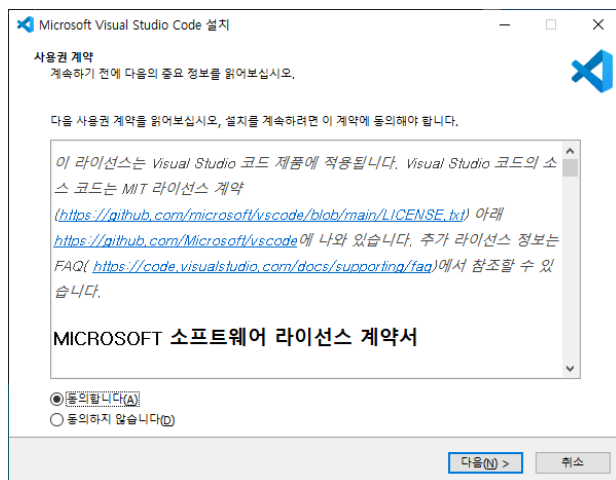 Microsoft Visual Studio Code 설치
사용권 계약
계속하기 전에 다음의 중요 정보를 읽어보십시오.
다음 사용권 계약을 읽어보십시오, 설치를 계속하려면 이 계약에 동의해야 합니다.
이 라이선스는 Visual Studio 코드 제품에 적용됩니다. Visual Studio 코드의 소
스 코드는 MIT 라이선스 계약
(https://github.com/microsoft/vscode/blob/main/LICENSE.txt) 아래
https://github.com/Microsoft/vscode에 나와 있습니다. 추가 라이선스 정보는
FAQ( https://code.visualstudio.com/docs/supporting/faq)에서 참조할 수 있
습니다.
MICROSOFT 소프트웨어 라이선스 계약서
동의합니다(A)
동의하지 않습니다(D)
다음(N) >
취소